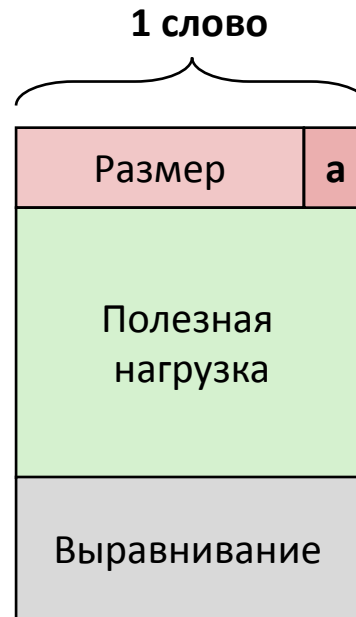 1 слово
Размер
а
Полезная
нагрузка
Выравнивание